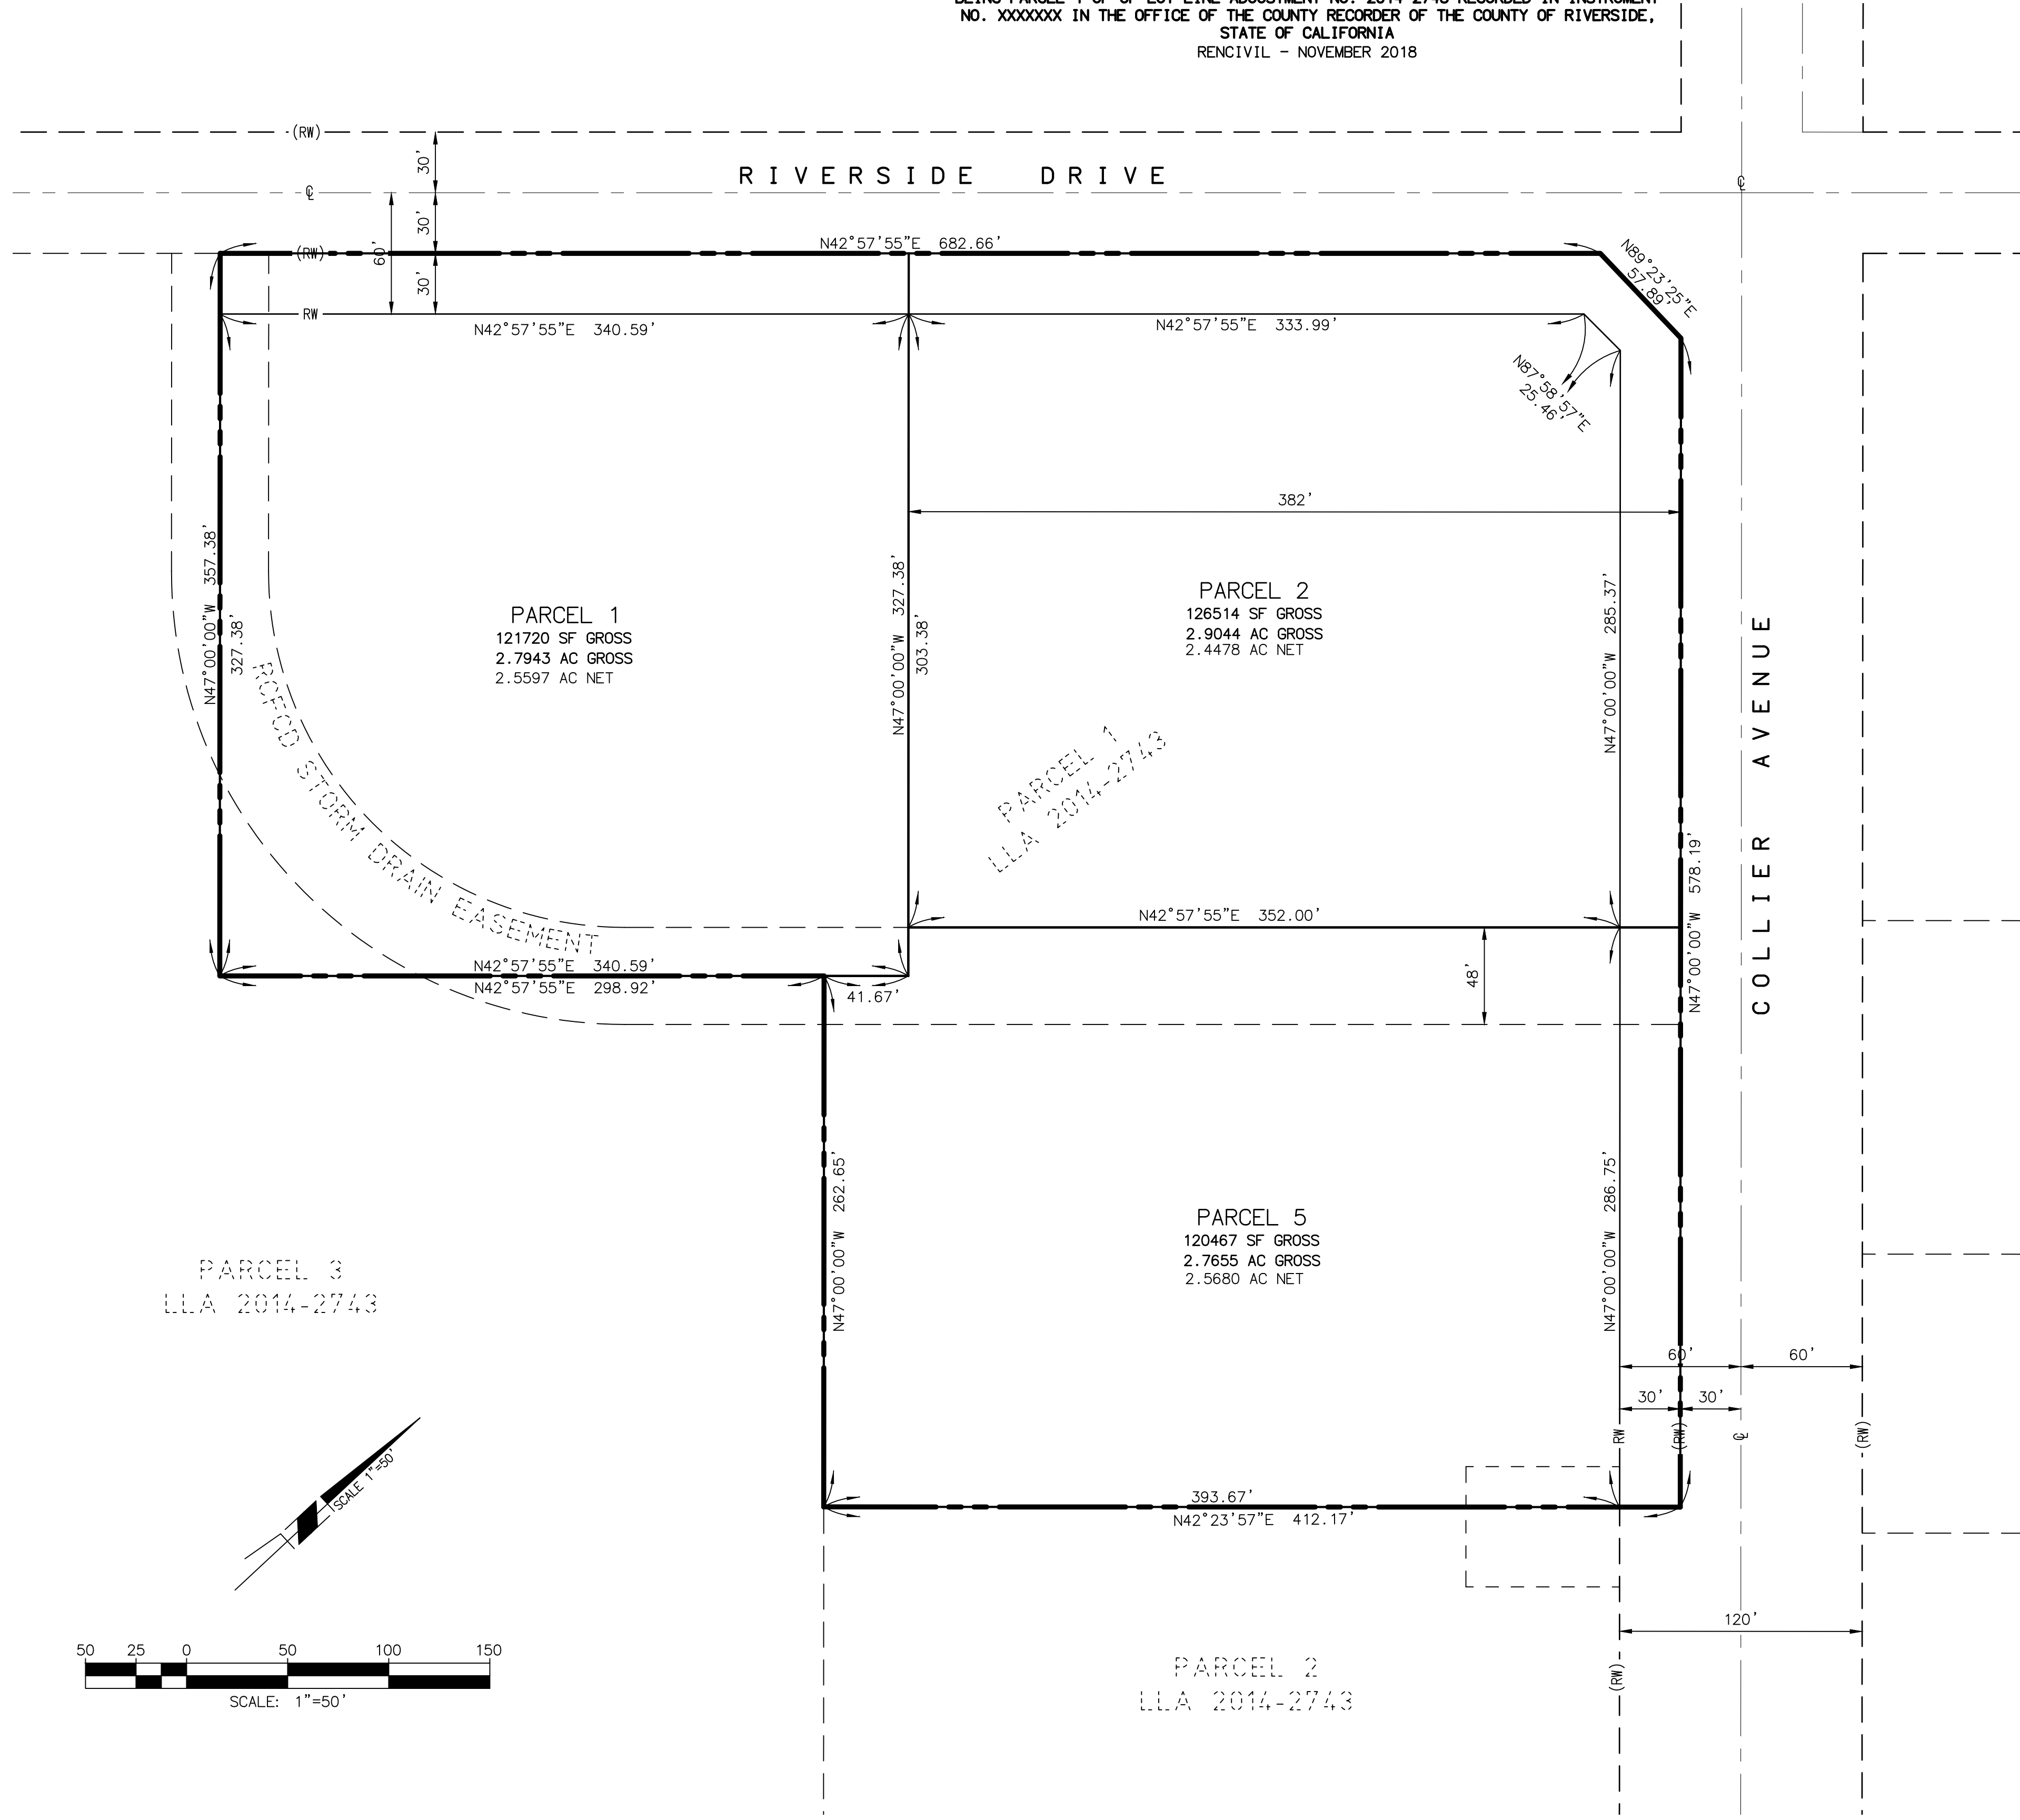 NO. XXXXXXX IN THE OFFICE OF THE COUNTY RECORDER OF THE COUNTY OF RIVERSIDE,
STATE OF CALIFORNIA
RENCIVIL - NOVEMBER 2018
(RW)
30'
RIVERSIDE DRIVE
℄
℄
30'
60'
(RW)
N42°57'55"E 682.66'
N89°23'25"E
57.89'
30'
RW
N42°57'55"E 340.59'
N42°57'55"E 333.99'
N87°58'57"E
25.46'
382'
N47°00'00"W 357.38'
327.38'
PARCEL 1
121720 SF GROSS
2.7943 AC GROSS
2.5597 AC NET
N47°00'00"W 327.38'
303.38'
PARCEL 2
126514 SF GROSS
2.9044 AC GROSS
2.4478 AC NET
N47°00'00"W 285.37'
COLLIER AVENUE
RCFCD STORM DRAIN EASEMENT
PARCEL 1
LLA 2014-2743
N47°00'00"W 578.19'
N42°57'55"E 352.00'
N42°57'55"E 340.59'
N42°57'55"E 298.92'
41.67'
48'
N47°00'00"W 262.65'
PARCEL 5
120467 SF GROSS
2.7655 AC GROSS
2.5680 AC NET
N47°00'00"W 286.75'
PARCEL 3
LLA 2014-2743
60'
60'
30'
30'
RW
(RW)
℄
(RW)
SCALE 1"=50'
393.67'
N42°23'57"E 412.17'
120'
50 25 0 50 100 150
SCALE: 1"=50'
PARCEL 2
LLA 2014-2743
(RW)